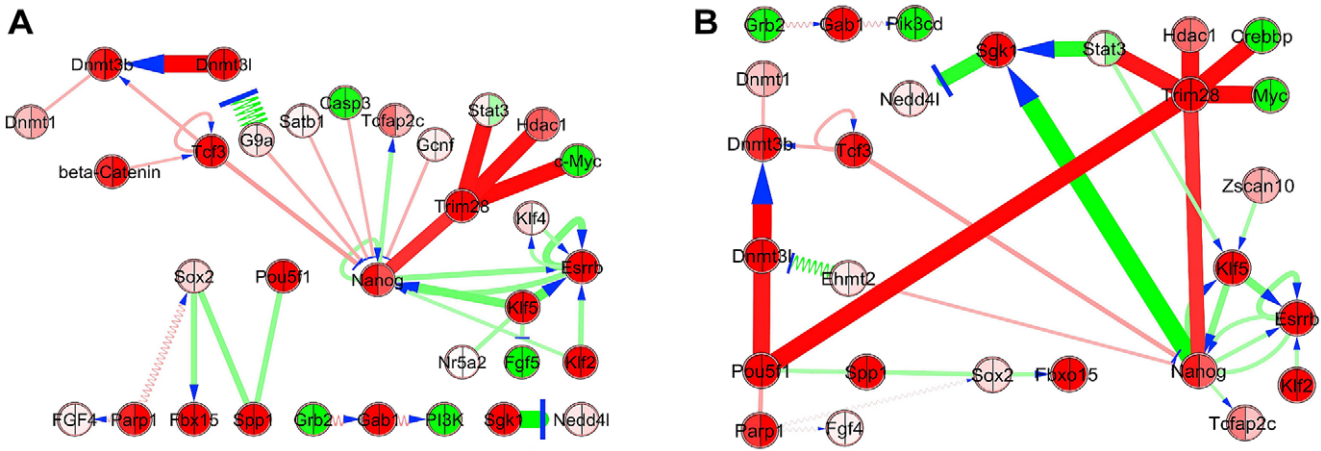 A
Dnmt3b
Dnmt3l
Dnmt1
beta-Catenin
Tcf3
G9a
Satb1
Casp3
Tcfap2c
Gcnf
Stat3
Hdac1
c-Myc
Trim28
Klf4
Nanog
Esrrb
Sox2
Pou5f1
Klf5
Nr5a2
Fgf5
Klf2
FGF4
Parp1
Fbx15
Spp1
Grb2
Gab1
PI3K
Sgk1
Nedd4l
B
Grb2
Gab1
Pik3cd
Sgk1
Stat3
Hdac1
Crebbp
Dnmt1
Nedd4l
Trim28
Myc
Dnmt3b
Tcf3
Zscan10
Dnmt3l
Ehmt2
Klf5
Esrrb
Pou5f1
Spp1
Sox2
Fbxo15
Nanog
Klf2
Parp1
Fgf4
Tcfap2c